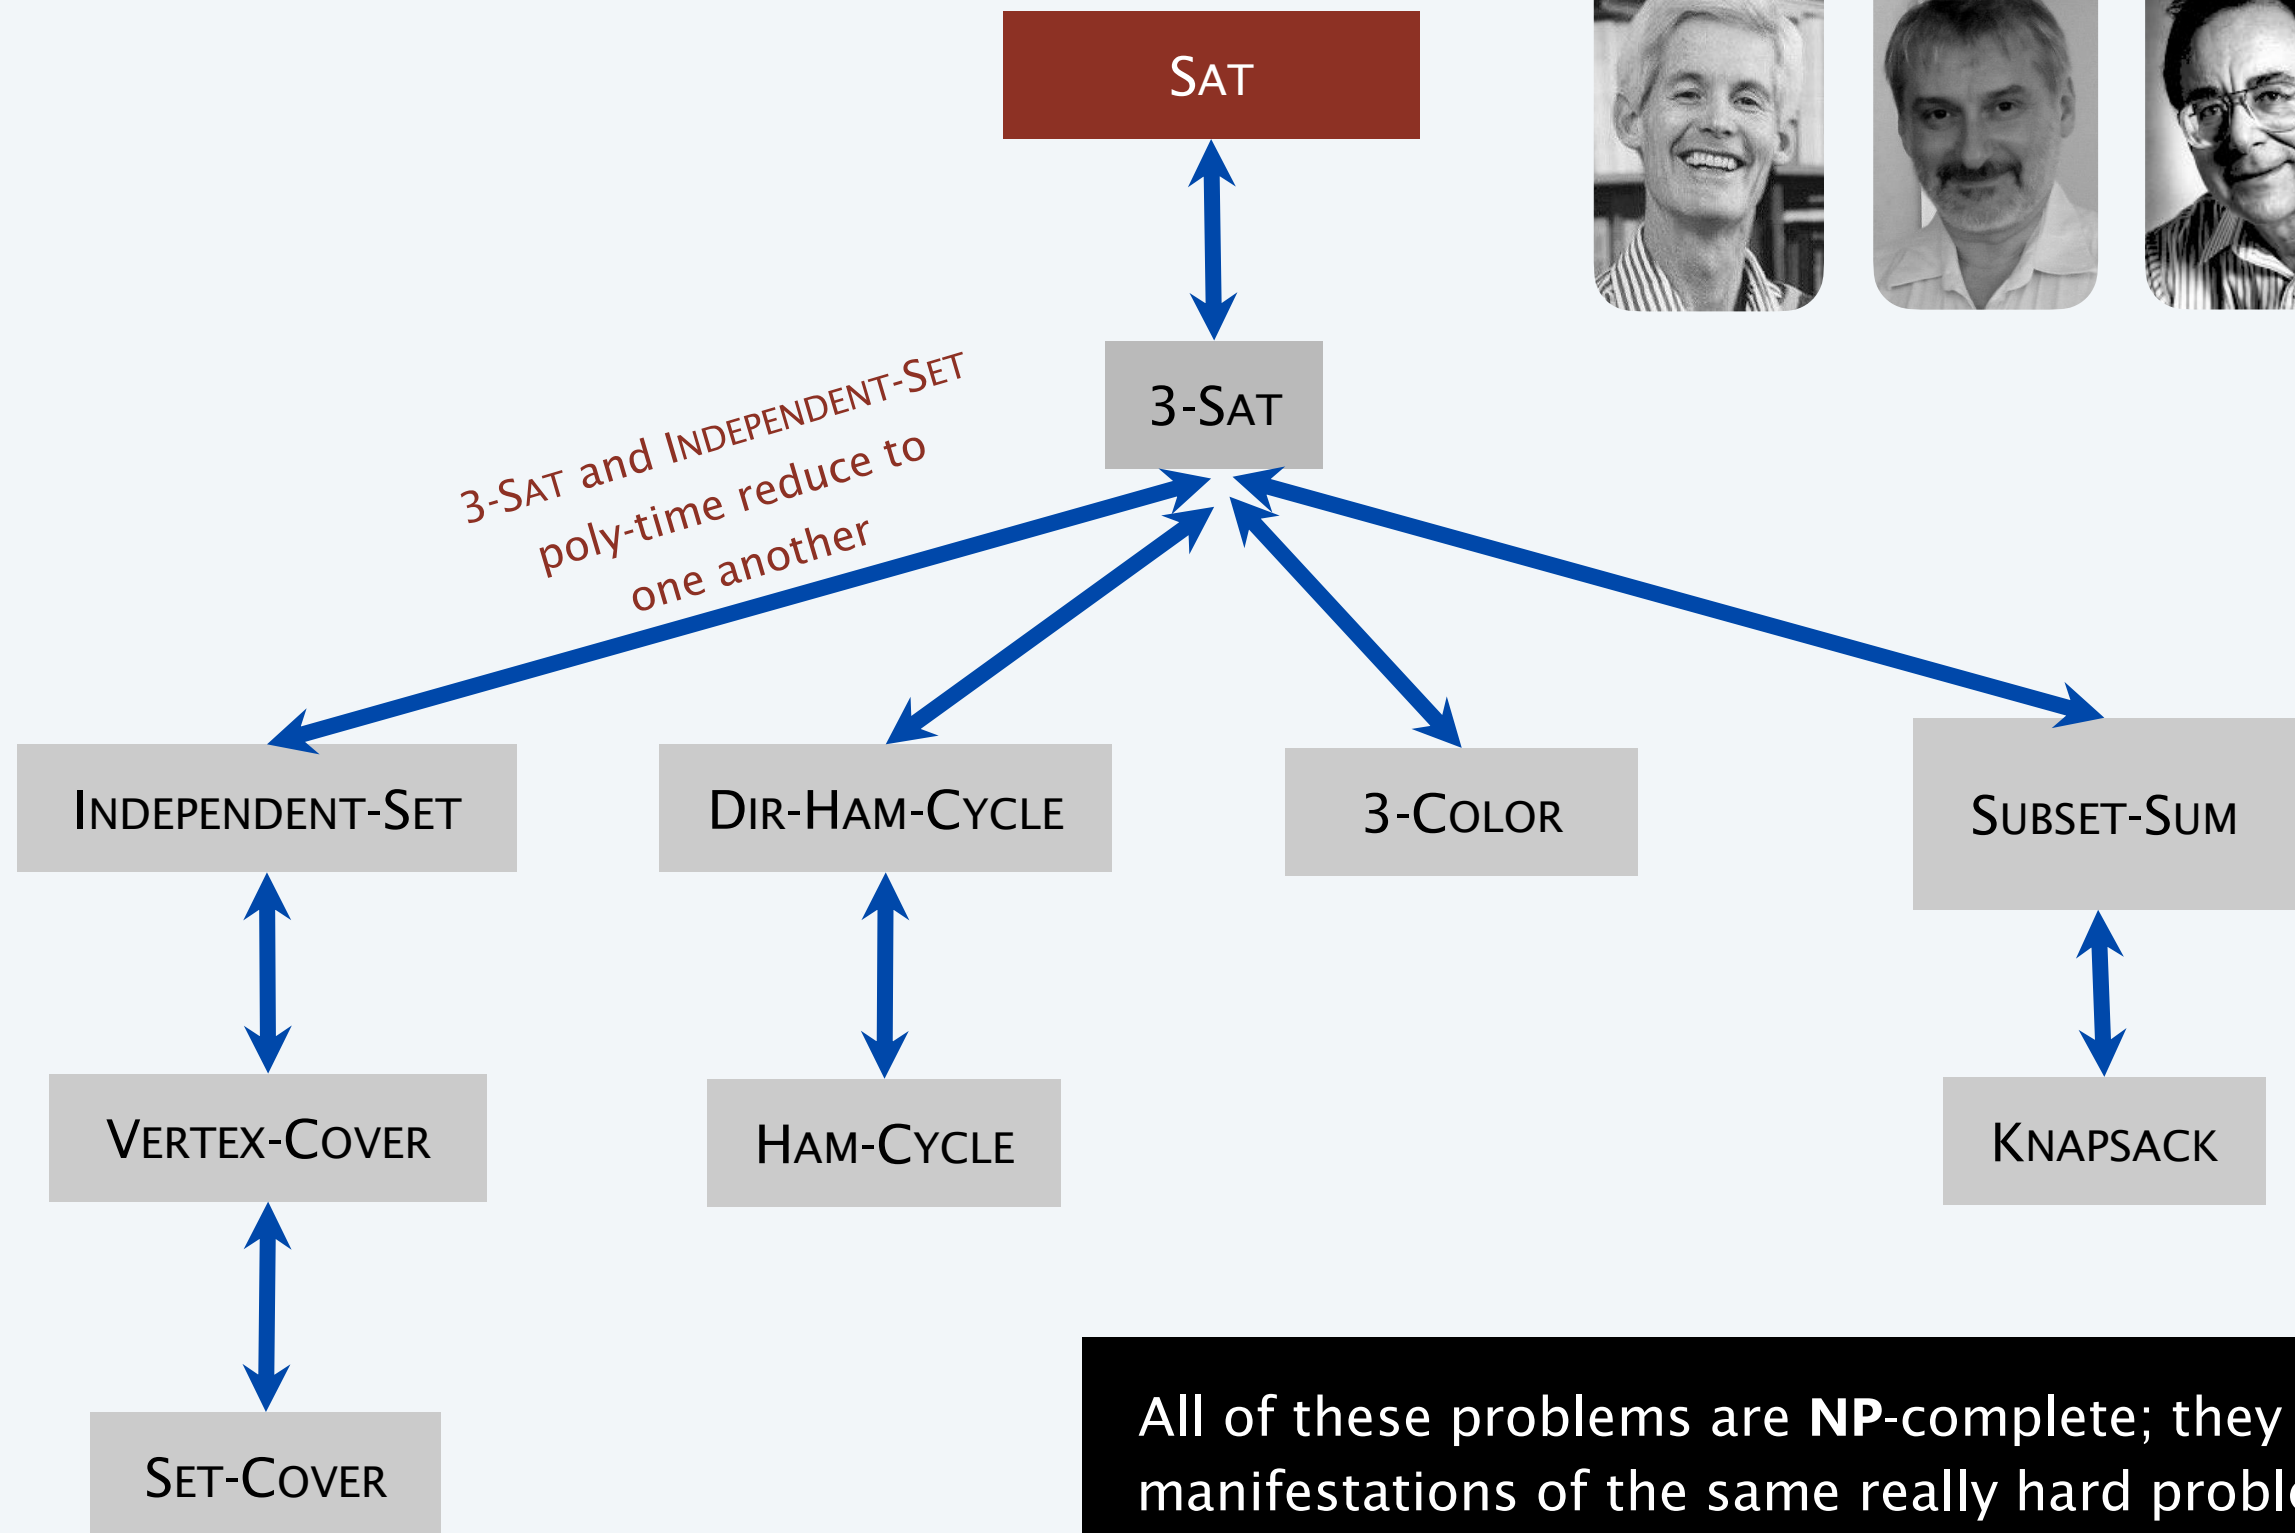 SAT
3-SAT
3-SAT and INDEPENDENT-SET
poly-time reduce to
one another
INDEPENDENT-SET
DIR-HAM-CYCLE
3-COLOR
SUBSET-SUM
VERTEX-COVER
HAM-CYCLE
KNAPSACK
SET-COVER
All of these problems are NP-complete; they
manifestations of the same really hard